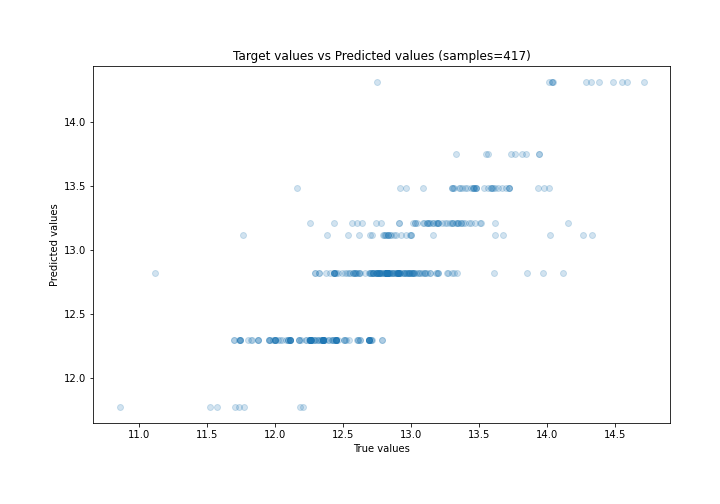 Target values vs Predicted values (samples=417)
Predicted values
14.0
13.5
13.0
12.5
12.0
11.0 11.5 12.0 12.5 13.0 13.5 14.0 14.5
True values